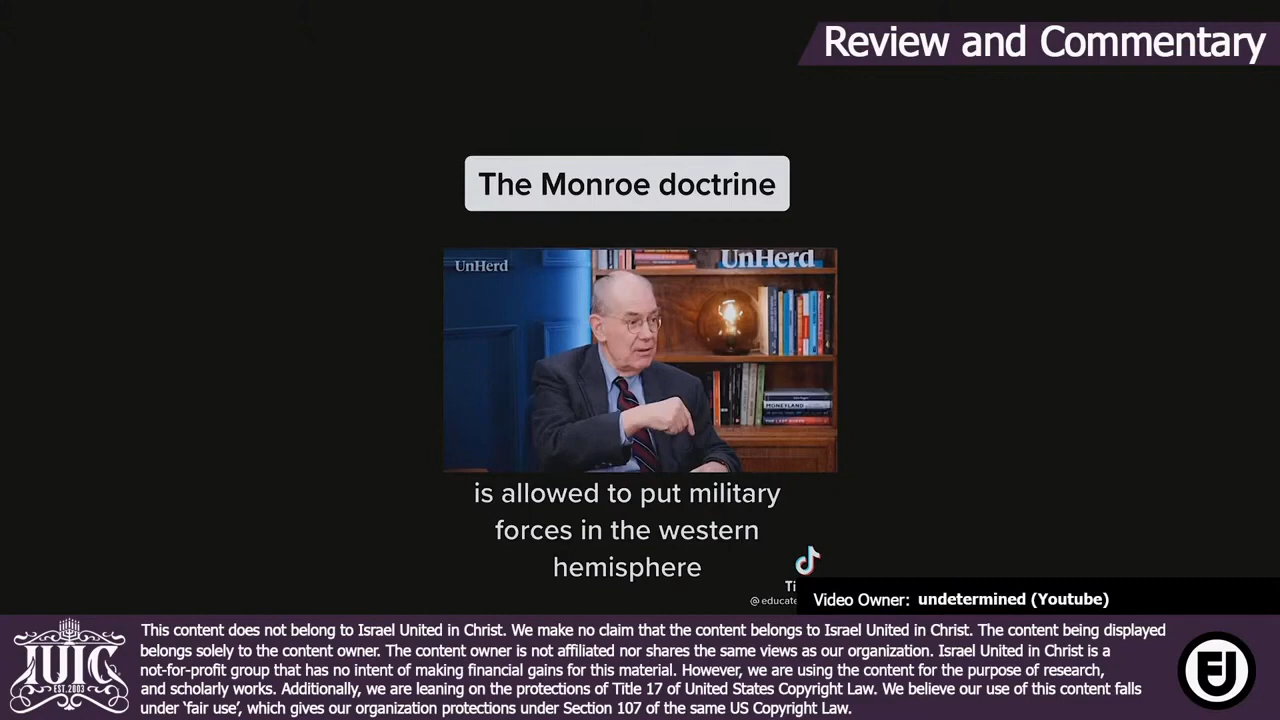 Review and Commentary
The Monroe doctrine
UnHerd
UnHerd
MONEYLAND
is allowed to put military
forces in the western
hemisphere
Ti
@educate
Video Owner: undetermined (Youtube)
This content does not belong to Israel United in Christ. We make no claim that the content belongs to Israel United in Christ. The content being displayed
belongs solely to the content owner. The content owner is not affiliated nor shares the same views as our organization. Israel United in Christ is a
not-for-profit group that has no intent of making financial gains for this material. However, we are using the content for the purpose of research,
and scholarly works. Additionally, we are leaning on the protections of Title 17 of United States Copyright Law. We believe our use of this content falls
under ‘fair use’, which gives our organization protections under Section 107 of the same US Copyright Law.
IUIC
EST.2003